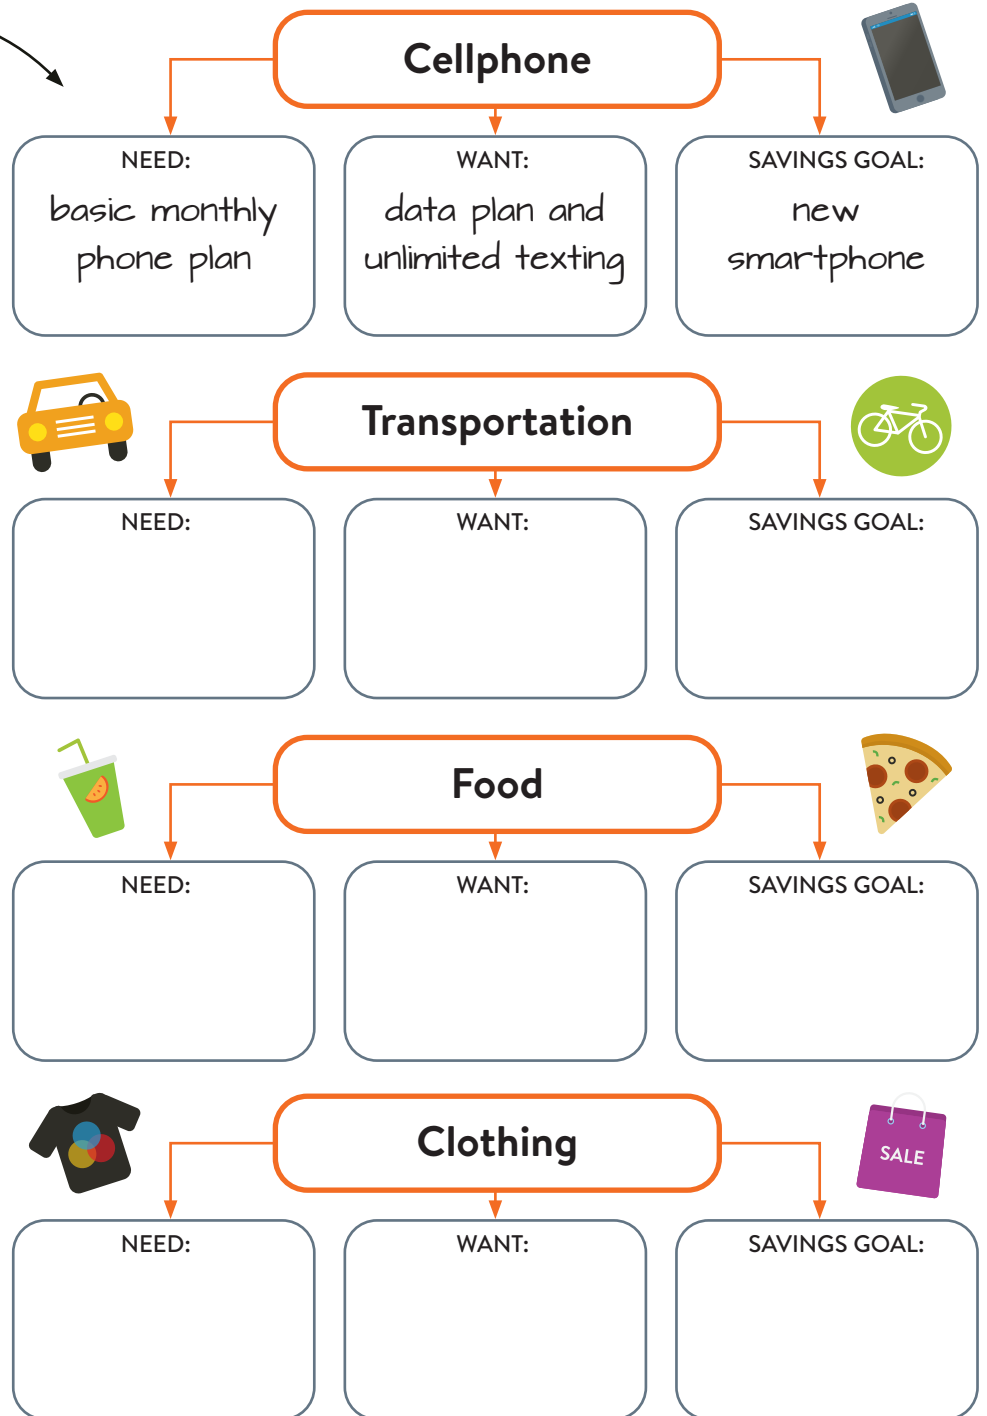 Cellphone
NEED:
basic monthly
phone plan
WANT:
data plan and
unlimited texting
SAVINGS GOAL:
new
smartphone
Transportation
NEED:
WANT:
SAVINGS GOAL:
Food
NEED:
WANT:
SAVINGS GOAL:
Clothing
SALE
NEED:
WANT:
SAVINGS GOAL: